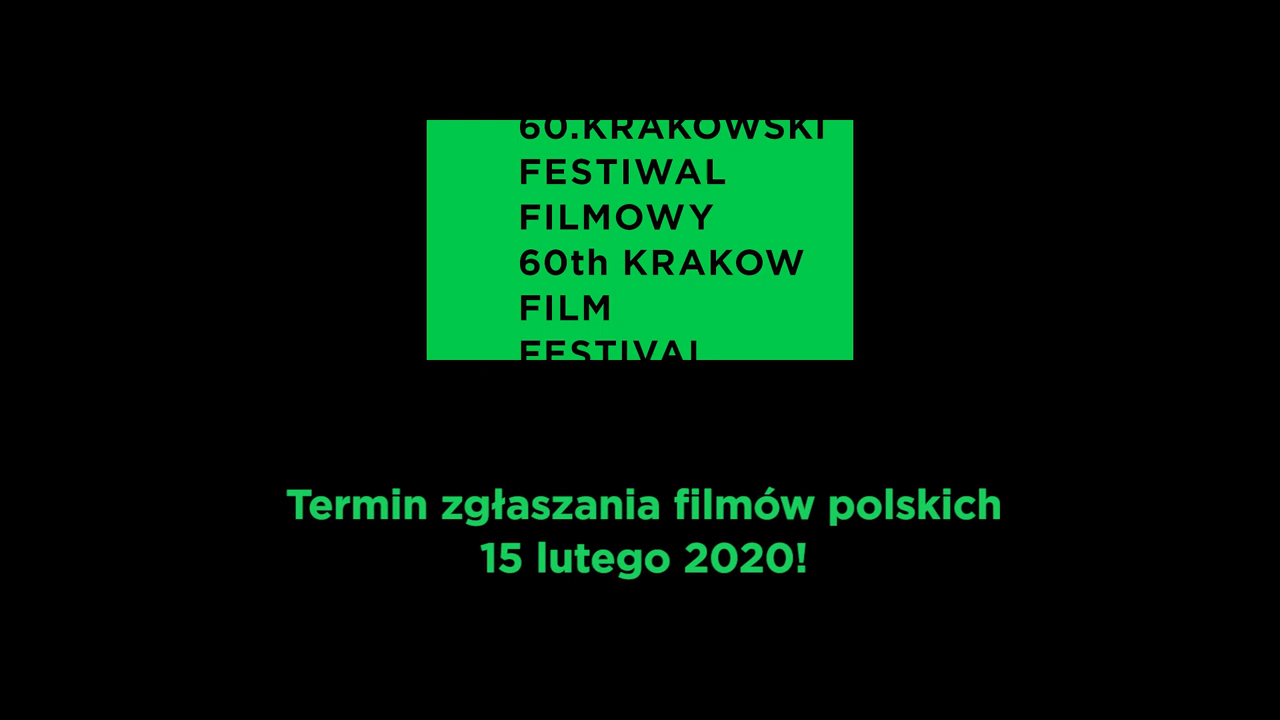 60.KRAKOWSKI
FESTIWAL
FILMOWY
60th KRAKOW
FILM
FESTIVAL
Termin zgłaszania filmów polskich
15 lutego 2020!